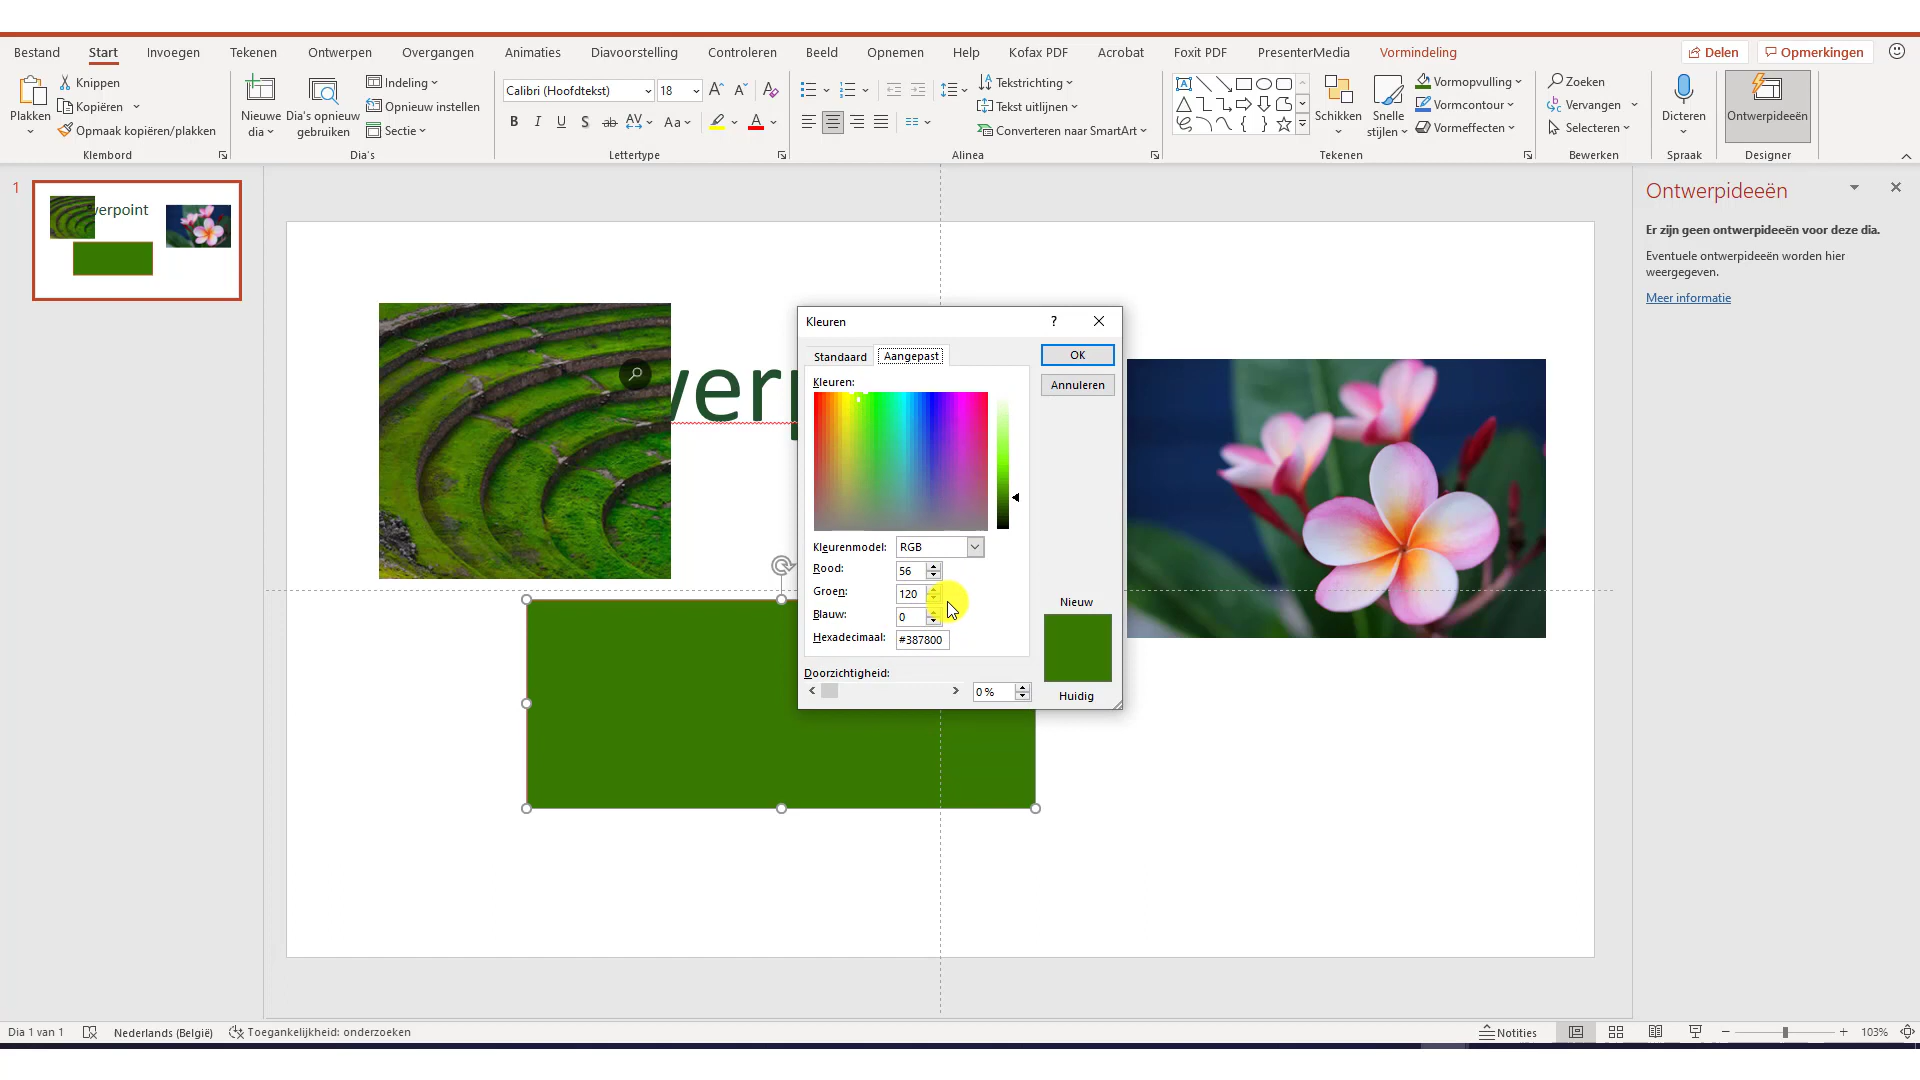 Bestand Start Invoegen Tekenen Ontwerpen Overgangen Animaties Diavoorstelling Controleren Beeld Opnemen Help Kofax PDF Acrobat Foxit PDF PresenterMedia Vormindeling Delen Opmerkingen
Plakken
Knippen
Kopiëren
Opmaak kopiëren/plakken
Klembord
Nieuwe dia
Dia's opnieuw gebruiken
Indeling
Opnieuw instellen
Sectie
Dia's
Calibri (Hoofdtekst) 18
Lettertype
Tekstrichting
Tekst uitlijnen
Converteren naar SmartArt
Alinea
Schikken
Snelle stijlen
Vormopvulling
Vormcontour
Vormeffecten
Tekenen
Zoeken
Vervangen
Selecteren
Bewerken
Dicteren
Spraak
Ontwerpideeën
Designer
1
werpoint
werp
Kleuren
Standaard Aangepast
OK
Annuleren
Kleuren:
Kleurenmodel: RGB
Rood: 56
Groen: 120
Blauw: 0
Hexadecimaal: #387800
Doorzichtigheid:
0 %
Nieuw
Huidig
Ontwerpideeën
Er zijn geen ontwerpideeën voor deze dia.
Eventuele ontwerpideeën worden hier
weergegeven.
Meer informatie
Dia 1 van 1 Nederlands (België) Toegankelijkheid: onderzoeken Notities 103%